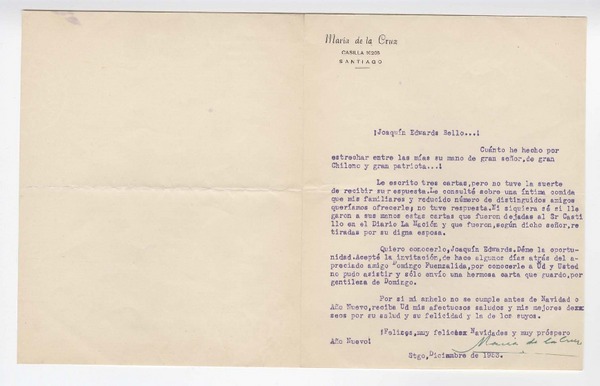 Maria de la Cruz
CASILLA 10203
SANTIAGO
¡Joaquín Edwards Bello...!
Cuánto he hecho por
estrechar entre las mías su mano de gran señor, de gran
Chileno y gran patriota...!
Le escrito tres cartas, pero no tuve la suerte
de recibir su respuesta. Le consulté sobre una íntima comida
que mis familiares y reducido número de distinguidos amigos
queríamos ofrecerle; no tuve respuesta. Ni siquiera sé si lle
garon a sus manos estas cartas que fueron dejadas al Sr Casti
llo en el Diario La Nación y que fueron, según dicho señor, re
tiradas por su digna esposa.
Quiero conocerlo, Joaquín Edwards. Déme la oportu-
nidad. Acepté la invitación, de hace algunos días atrás del a-
preciado amigo Domingo Fuenzalida, por conocerle a Ud y Usted
no pudo asistir y sólo envío una hermosa carta que guardo, por
gentileza de Domingo.
Por si mi anhelo no se cumple antes de Navidad o
Año Nuevo, reciba Ud mis afectuosos saludos y mis mejores dexx
seos por su salud y su felicidad y la de los suyos.
¡Felices, muy felices Navidades y muy próspero
Año Nuevo!
Maria de la Cruz
Stgo, Diciembre de 1953.